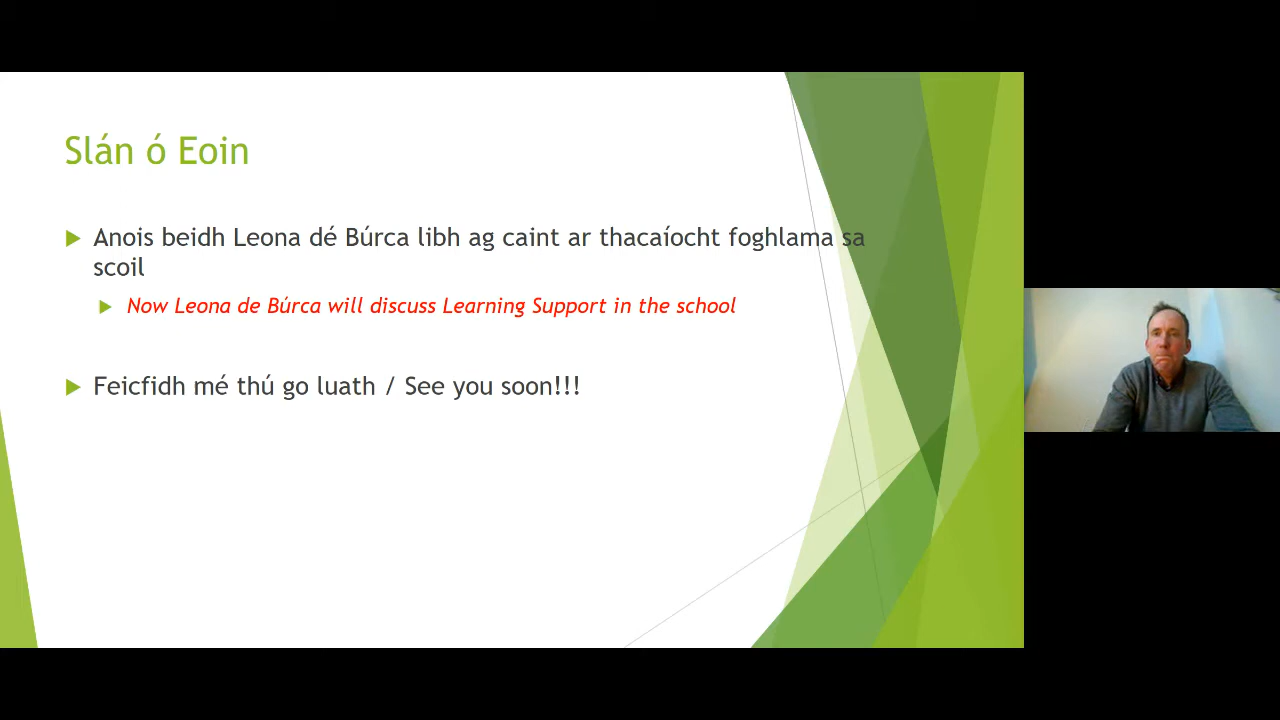 Slán ó Eoin
Anois beidh Leona dé Búrca libh ag caint ar thacaíocht foghlama sa
scoil
Now Leona de Búrca will discuss Learning Support in the school
Feicfidh mé thú go luath / See you soon!!!